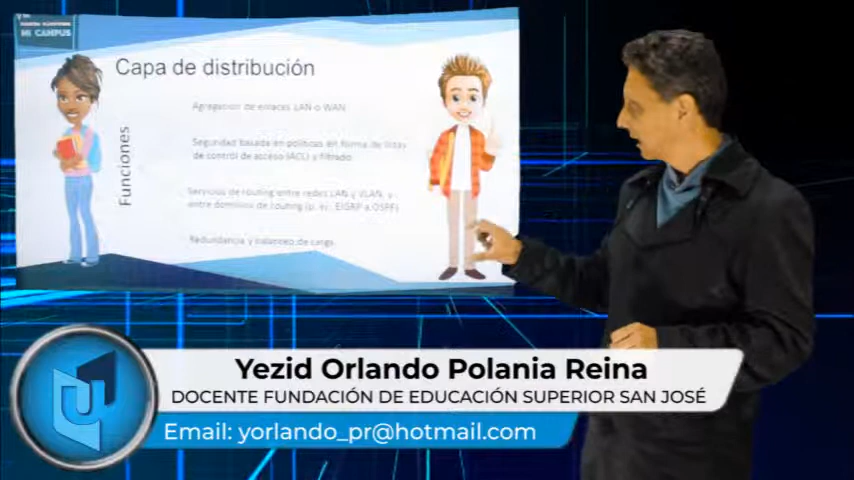 MI CAMPUS
Capa de distribución
Funciones
Agregación de enlaces LAN o WAN
Seguridad basada en políticas en forma de listas
de control de acceso (ACL) y filtrado
Servicios de routing entre redes LAN y VLAN, y
entre dominios de routing (p. ej., EIGRP a OSPF)
Redundancia y balanceo de carga
Yezid Orlando Polania Reina
DOCENTE FUNDACIÓN DE EDUCACIÓN SUPERIOR SAN JOSÉ
Email: yorlando_pr@hotmail.com